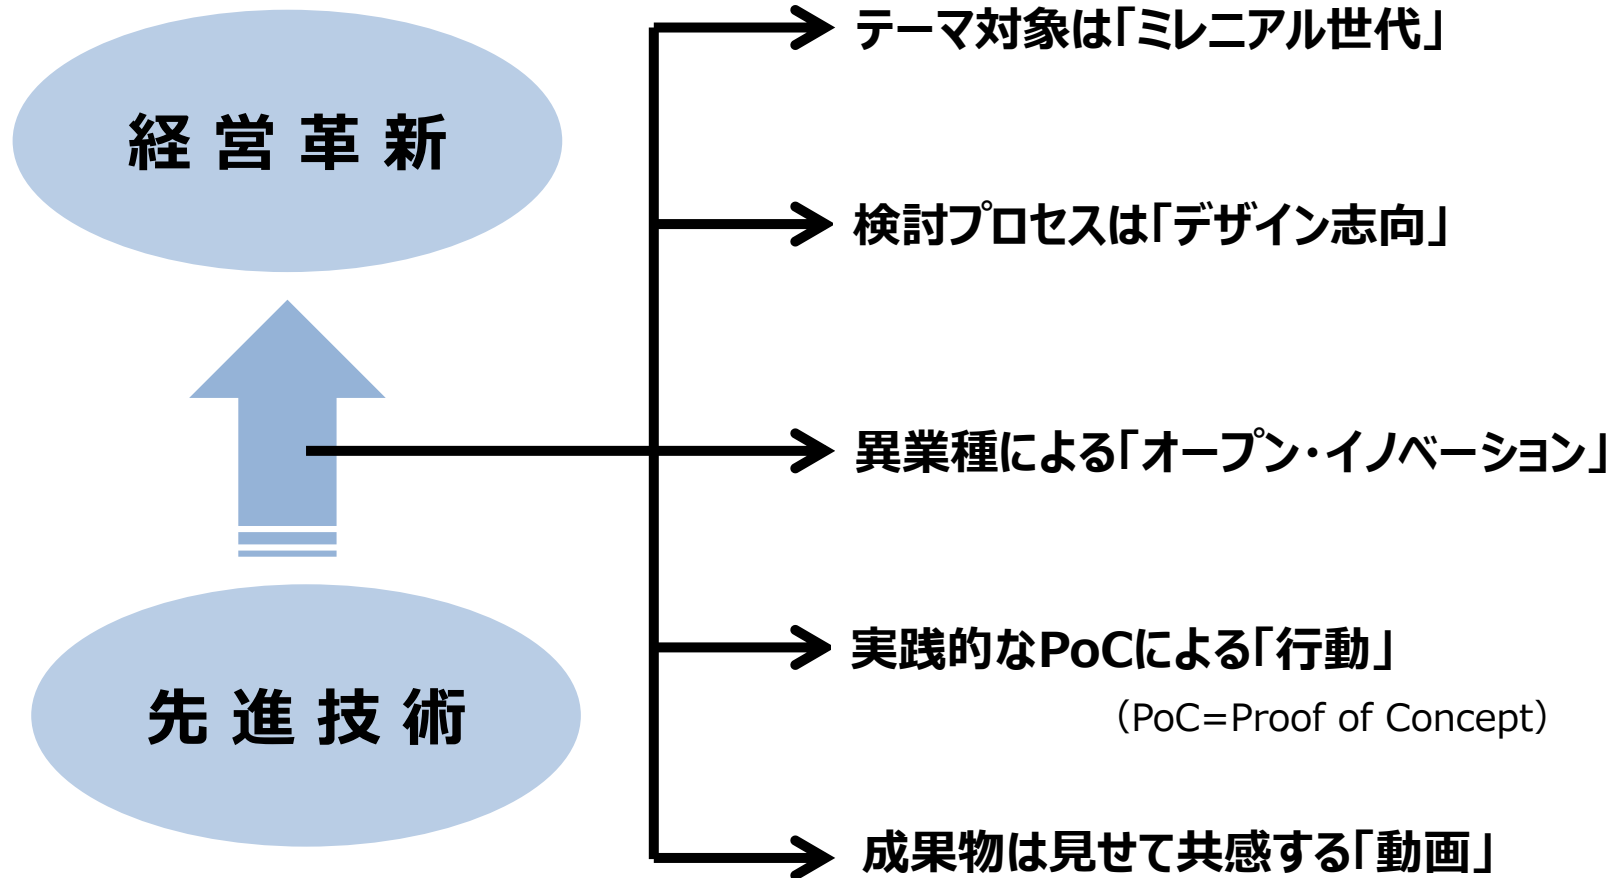 経営革新
先進技術
テーマ対象は「ミレニアル世代」
検討プロセスは「デザイン志向」
異業種による「オープン・イノベーション」
実践的なPoCによる「行動」
（PoC=Proof of Concept）
成果物は見せて共感する「動画」